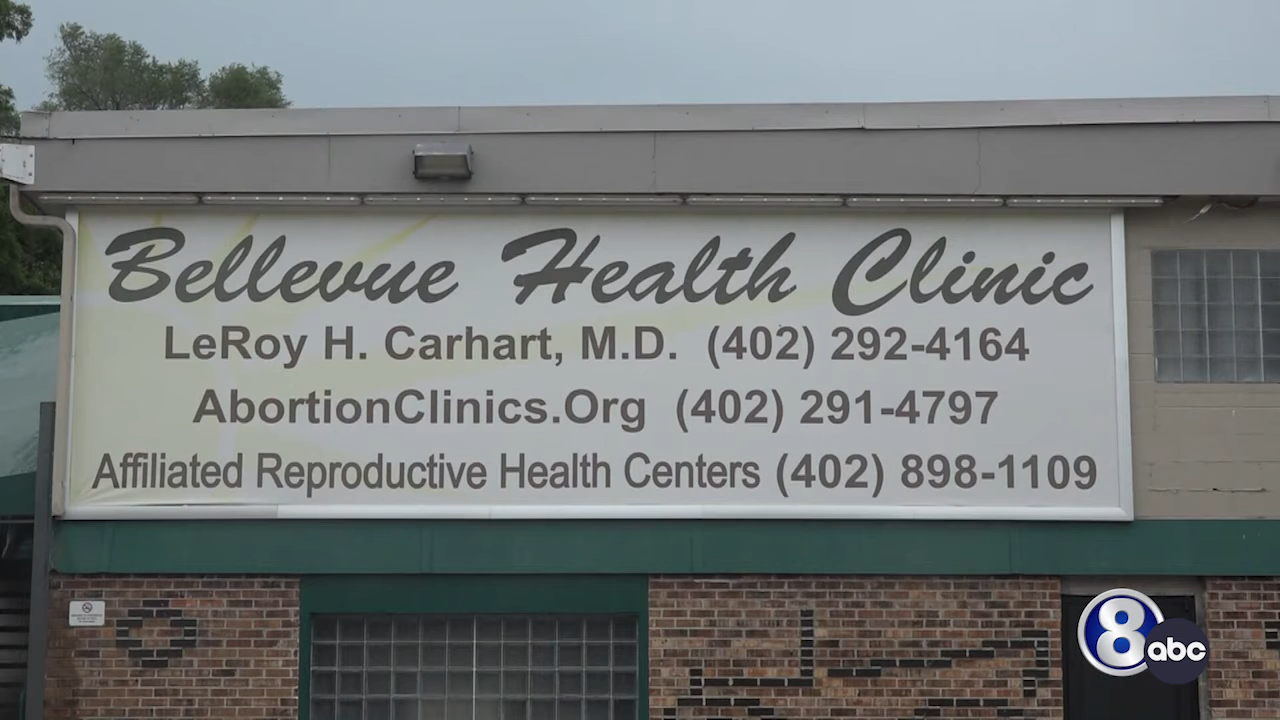 Bellevue Health Clinic
LeRoy H. Carhart, M.D. (402) 292-4164
AbortionClinics.Org (402) 291-4797
Affiliated Reproductive Health Centers (402) 898-1109
8 abc